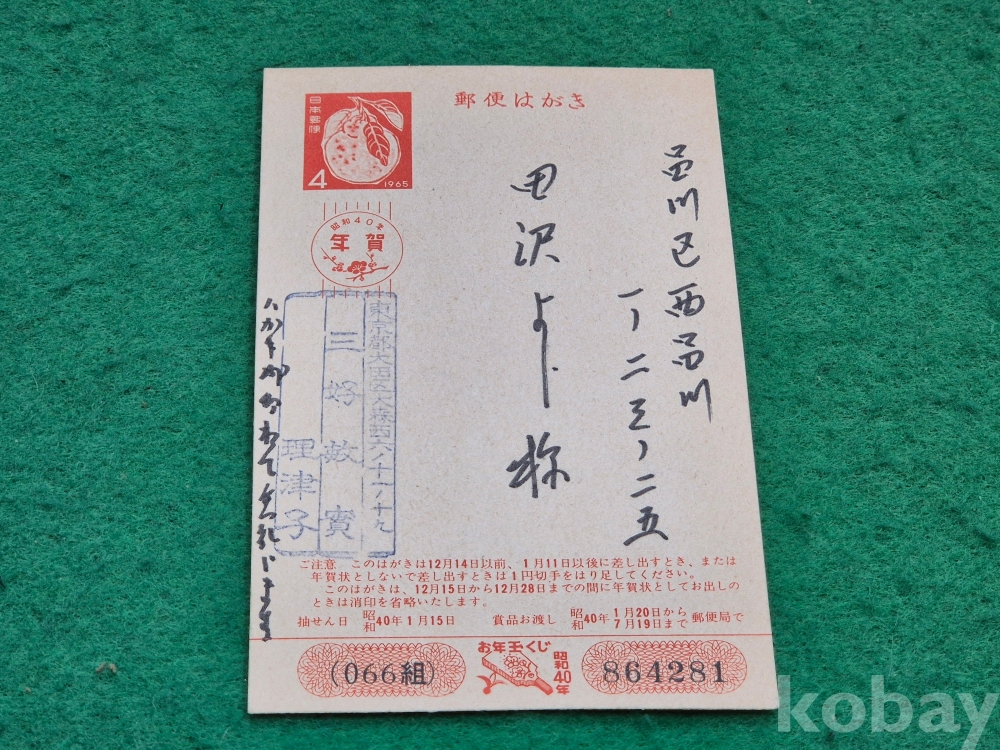 郵便はがき
日本郵便
4
1965
昭和40年
年賀
品川区西品川
一ノ二三ノ二五
田沢よし 様
東京都大田区大森西六ノ十一ノ十九
三好敏實
理津子
ご注意 このはがきは12月14日以前、1月11日以後に差し出すとき、または
年賀状としないで差し出すときは1円切手をはり足してください。
このはがきは、12月15日から12月28日までの間に年賀状としてお出しの
ときは消印を省略いたします。
抽せん日 昭和40年1月15日 賞品お渡し 昭和40年1月20日から7月19日まで郵便局で
(066組)
お年玉くじ
昭和40年
864281
kobay